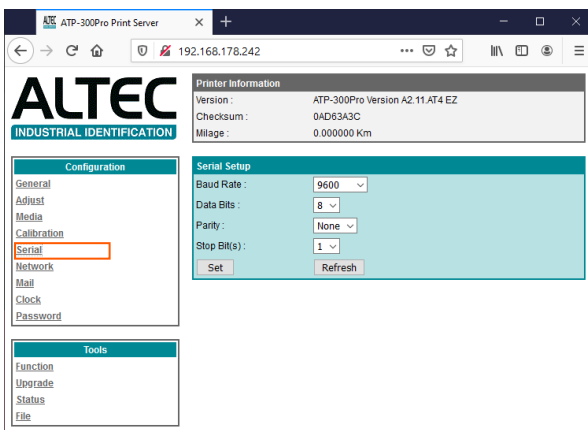 ALTEC ATP-300Pro Print Server
192.168.178.242
ALTEC
INDUSTRIAL IDENTIFICATION
Printer Information
Version : ATP-300Pro Version A2.11.AT4 EZ
Checksum : 0AD63A3C
Milage : 0.000000 Km
Configuration
General
Adjust
Media
Calibration
Serial
Network
Mail
Clock
Password
Serial Setup
Baud Rate : 9600
Data Bits : 8
Parity : None
Stop Bit(s) : 1
Set Refresh
Tools
Function
Upgrade
Status
File